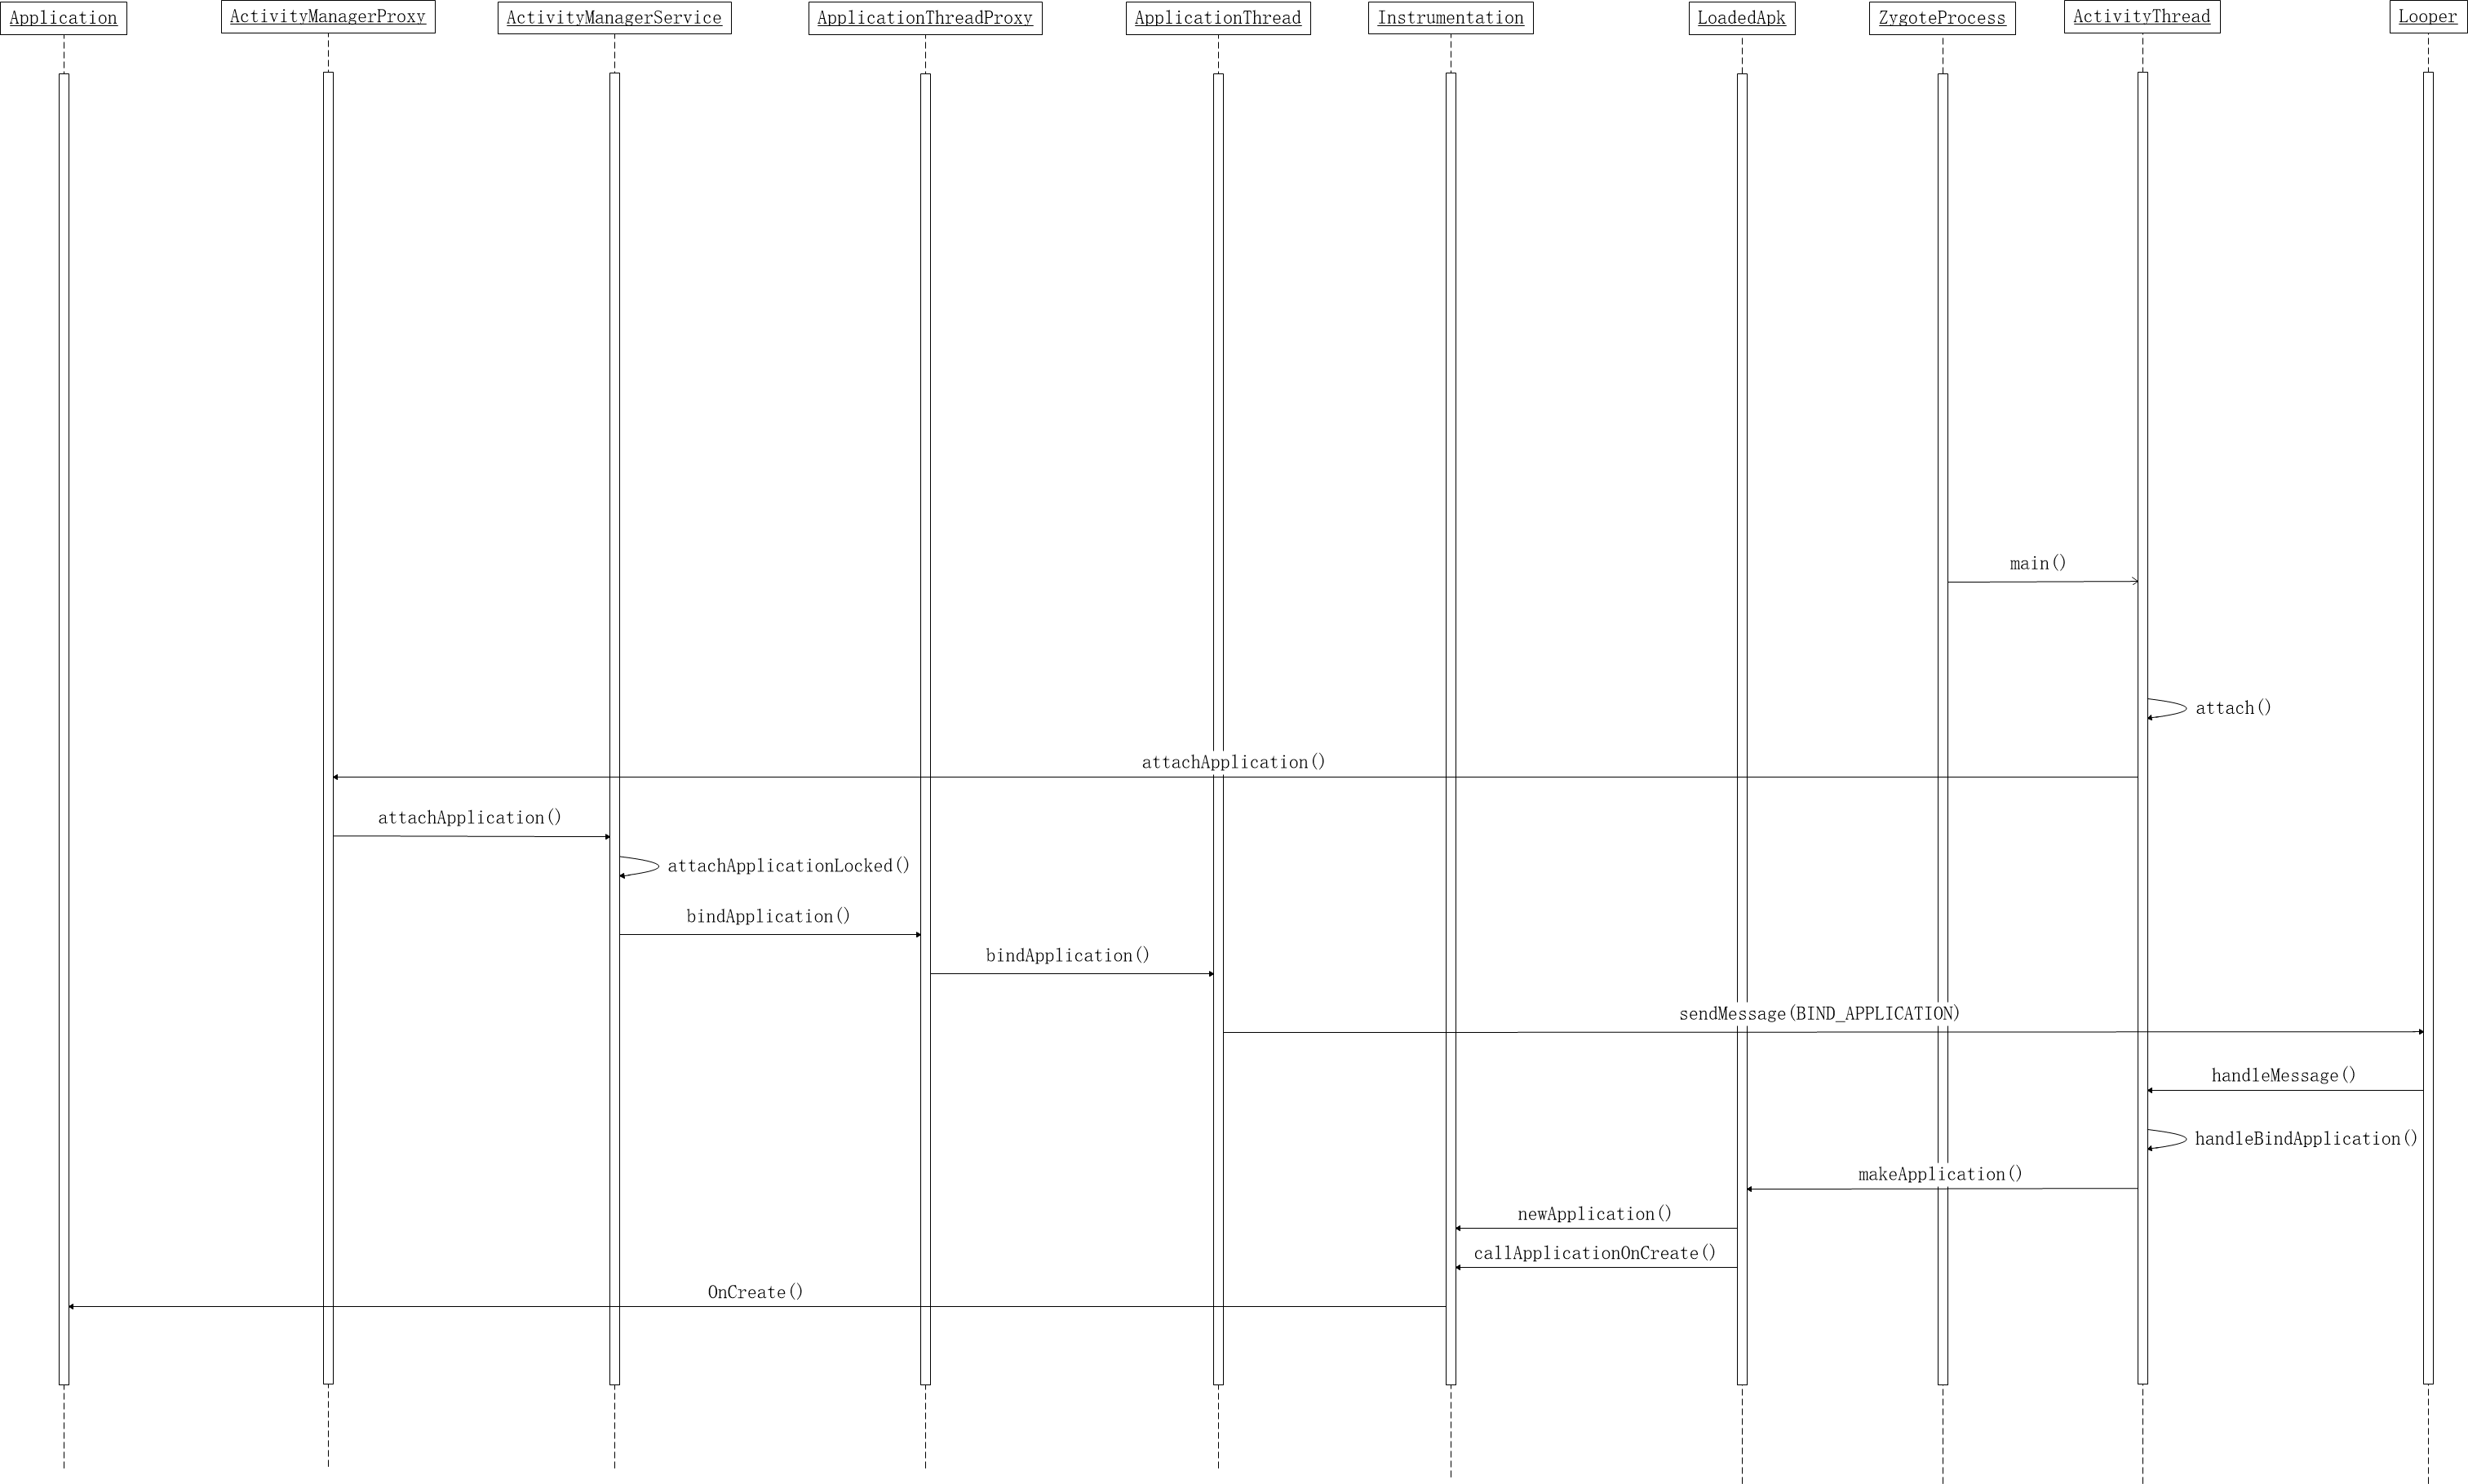 Application
ActivityManagerProxy
ActivityManagerService
ApplicationThreadProxy
ApplicationThread
Instrumentation
LoadedApk
ZygoteProcess
ActivityThread
Looper
main()
attach()
attachApplication()
attachApplication()
attachApplicationLocked()
bindApplication()
bindApplication()
sendMessage(BIND_APPLICATION)
handleMessage()
handleBindApplication()
makeApplication()
newApplication()
callApplicationOnCreate()
OnCreate()